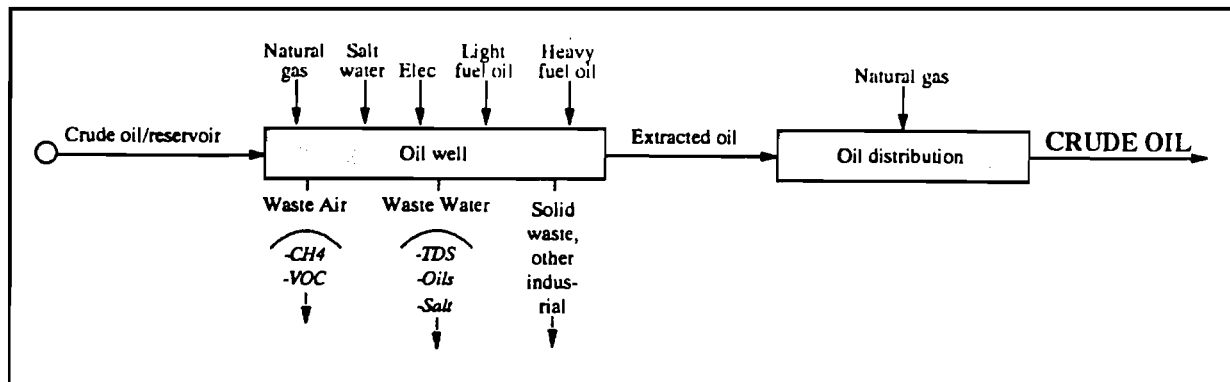 Natural
gas
Salt
water
Elec
Light
fuel oil
Heavy
fuel oil
Natural gas
Crude oil/reservoir
Oil well
Extracted oil
Oil distribution
CRUDE OIL
Waste Air
-CH4
-VOC
Waste Water
-TDS
-Oils
-Salt
Solid
waste,
other
indus-
rial